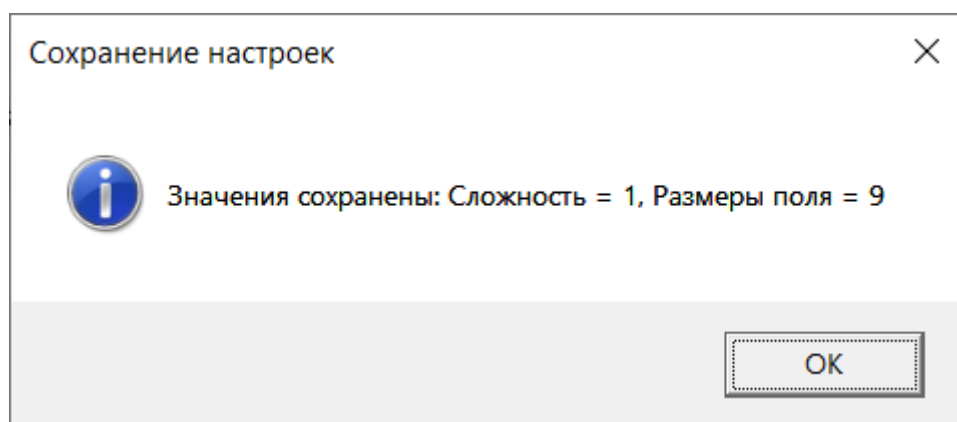 Сохранение настроек
Значения сохранены: Сложность = 1, Размеры поля = 9
OK